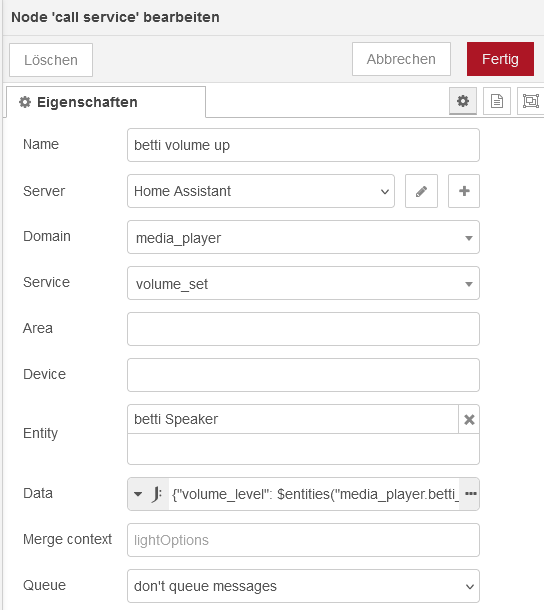 Node 'call service' bearbeiten
Löschen
Abbrechen
Fertig
Eigenschaften
Name
betti volume up
Server
Home Assistant
Domain
media_player
Service
volume_set
Area
Device
Entity
betti Speaker
Data
J: {"volume_level": $entities("media_player.betti_
Merge context
lightOptions
Queue
don't queue messages